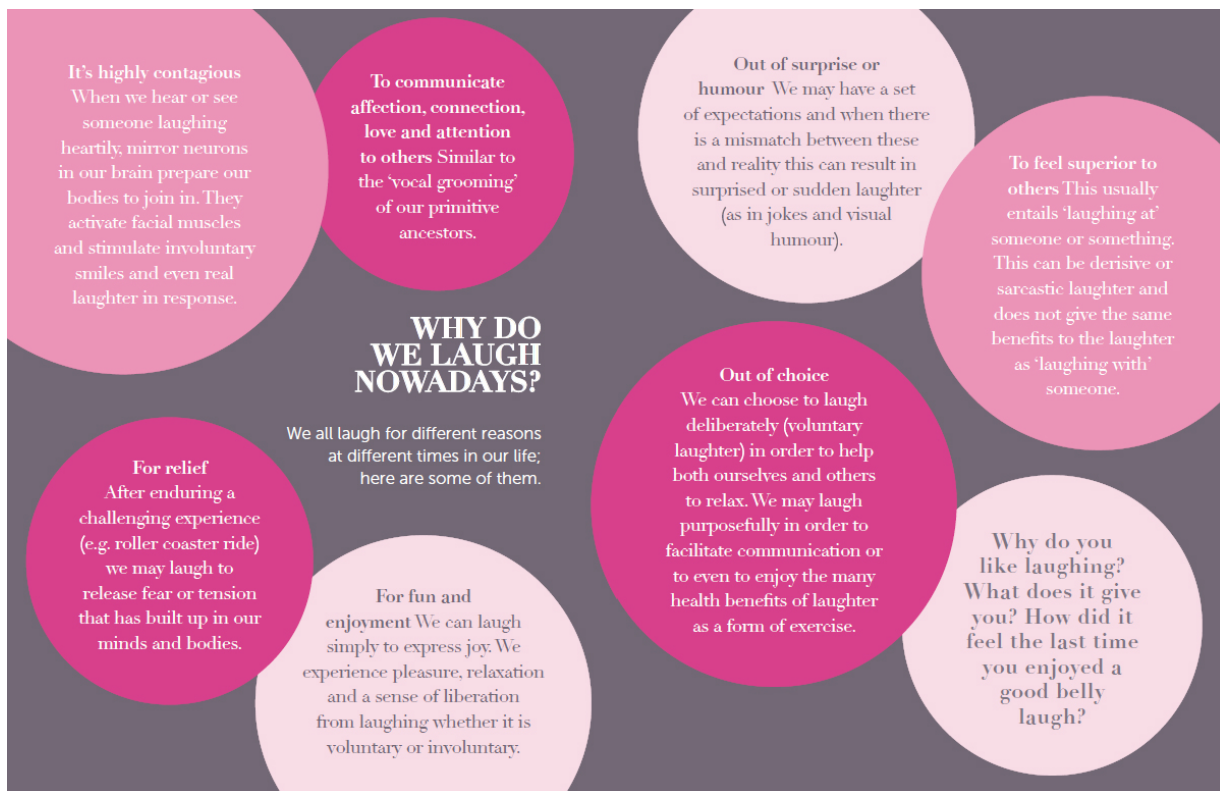 It's highly contagious
When we hear or see
someone laughing
heartily, mirror neurons
in our brain prepare our
bodies to join in. They
activate facial muscles
and stimulate involuntary
smiles and even real
laughter in response.
To communicate
affection, connection,
love and attention
to others Similar to
the ‘vocal grooming’
of our primitive
ancestors.
Out of surprise or
humour We may have a set
of expectations and when there
is a mismatch between these
and reality this can result in
surprised or sudden laughter
(as in jokes and visual
humour).
To feel superior to
others This usually
entails ‘laughing at’
someone or something.
This can be derisive or
sarcastic laughter and
does not give the same
benefits to the laughter
as ‘laughing with’
someone.
WHY DO
WE LAUGH
NOWADAYS?
We all laugh for different reasons
at different times in our life;
here are some of them.
For relief
After enduring a
challenging experience
(e.g. roller coaster ride)
we may laugh to
release fear or tension
that has built up in our
minds and bodies.
For fun and
enjoyment We can laugh
simply to express joy. We
experience pleasure, relaxation
and a sense of liberation
from laughing whether it is
voluntary or involuntary.
Out of choice
We can choose to laugh
deliberately (voluntary
laughter) in order to help
both ourselves and others
to relax. We may laugh
purposefully in order to
facilitate communication or
to even to enjoy the many
health benefits of laughter
as a form of exercise.
Why do you
like laughing?
What does it give
you? How did it
feel the last time
you enjoyed a
good belly
laugh?